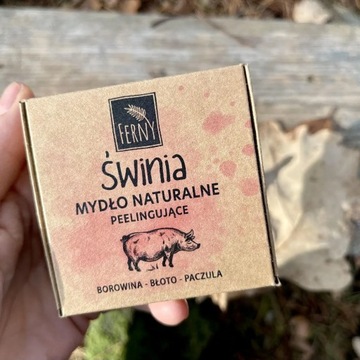 FERNY
Świnia
MYDŁO NATURALNE
PEELINGUJĄCE
BOROWINA - BŁOTO - PACZULA